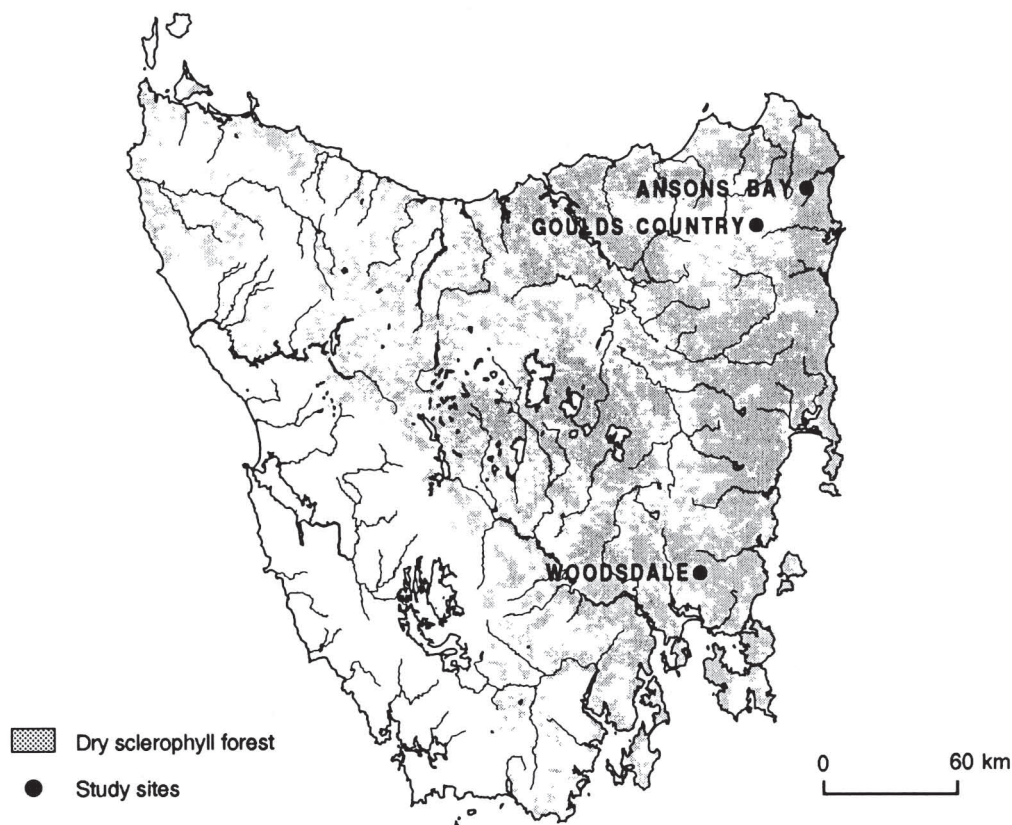 ANSONS BAY
GOULDS COUNTRY
WOODSDALE
Dry sclerophyll forest
Study sites
0 60 km